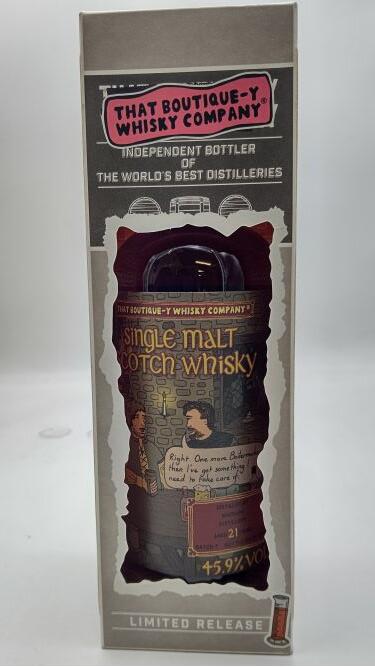 THAT BOUTIQUE-Y
WHISKY COMPANY®
INDEPENDENT BOTTLER
OF
THE WORLD'S BEST DISTILLERIES
THAT BOUTIQUE-Y WHISKY COMPANY®
single malt
scotch whisky
Right. One more
then I've got something
need to take care of.
AGED 21
45.9% VOL
LIMITED RELEASE